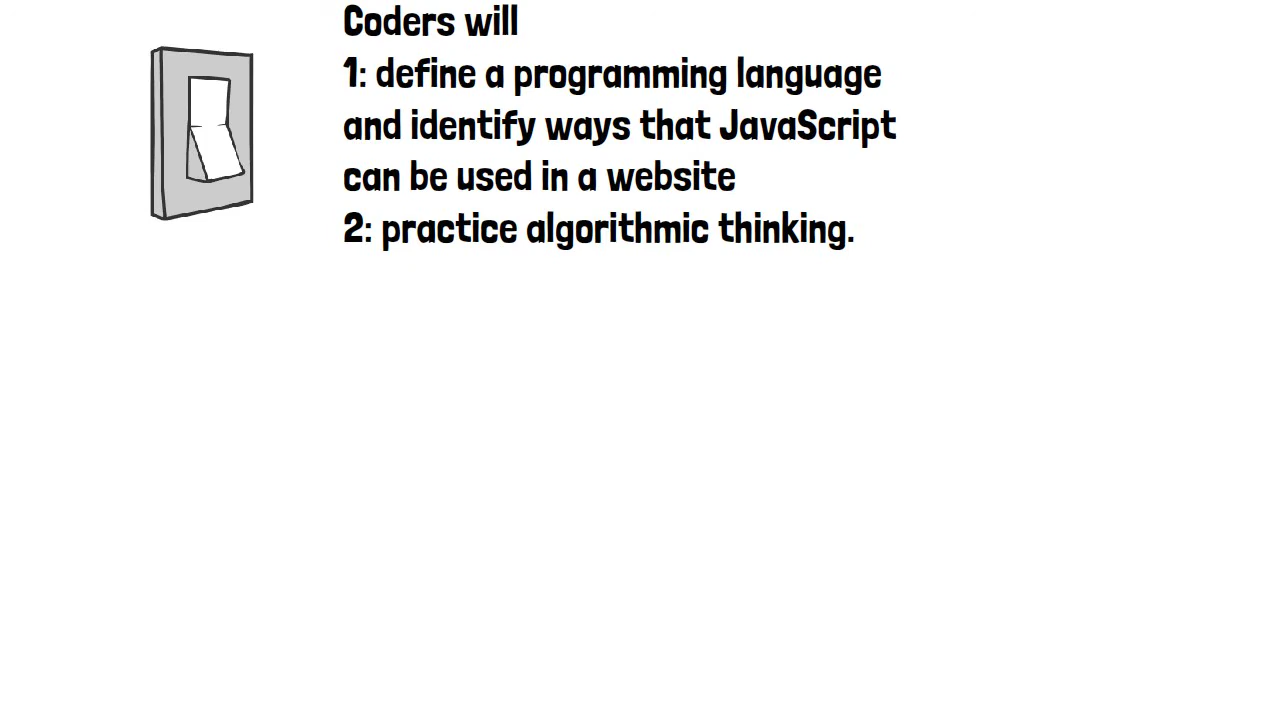 Coders will
1: define a programming language
and identify ways that JavaScript
can be used in a website
2: practice algorithmic thinking.